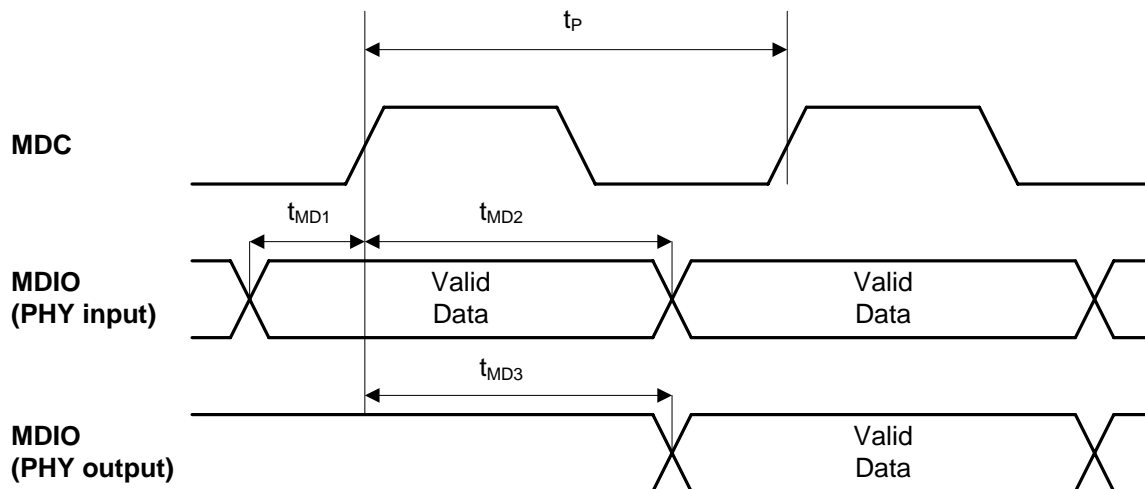 tP
MDC
tMD1
tMD2
MDIO
(PHY input)
Valid
Data
Valid
Data
tMD3
MDIO
(PHY output)
Valid
Data